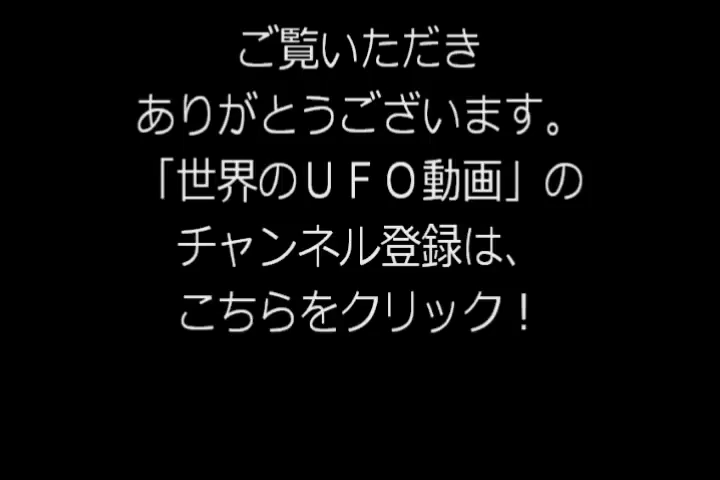 ご覧いただき
ありがとうございます。
「世界のＵＦＯ動画」の
チャンネル登録は、
こちらをクリック！